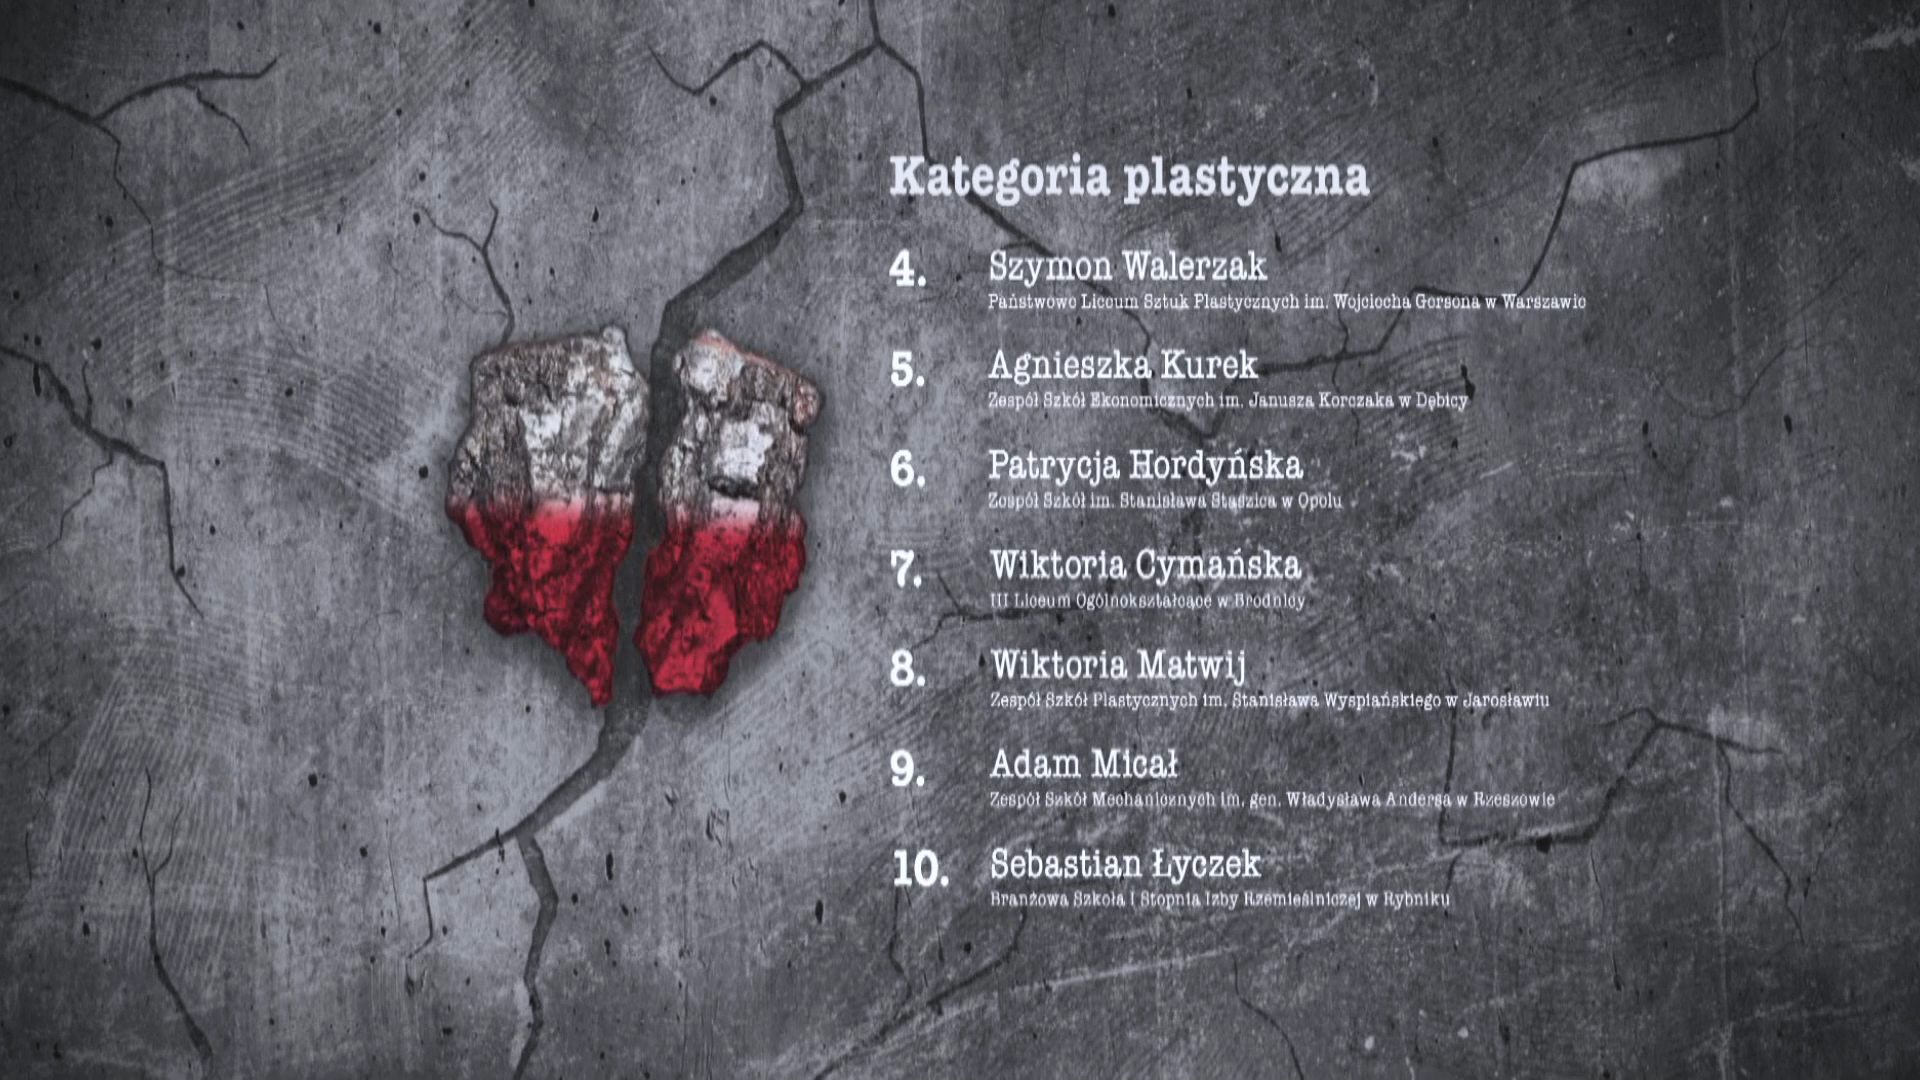 Kategoria plastyczna
4. Szymon Walerzak
Państwowe Liceum Sztuk Plastycznych im. Wojciecha Gersona w Warszawie
5. Agnieszka Kurek
Zespół Szkół Ekonomicznych im. Janusza Korczaka w Dębicy
6. Patrycja Hordyńska
Zespół Szkół im. Stanisława Staszica w Opolu
7. Wiktoria Cymańska
III Liceum Ogólnokształcące w Brodnicy
8. Wiktoria Matwij
Zespół Szkół Plastycznych im. Stanisława Wyspiańskiego w Jarosławiu
9. Adam Micał
Zespół Szkół Mechanicznych im. gen. Władysława Andersa w Rzeszowie
10. Sebastian Łyczek
Branżowa Szkoła I Stopnia Izby Rzemieślniczej w Rybniku